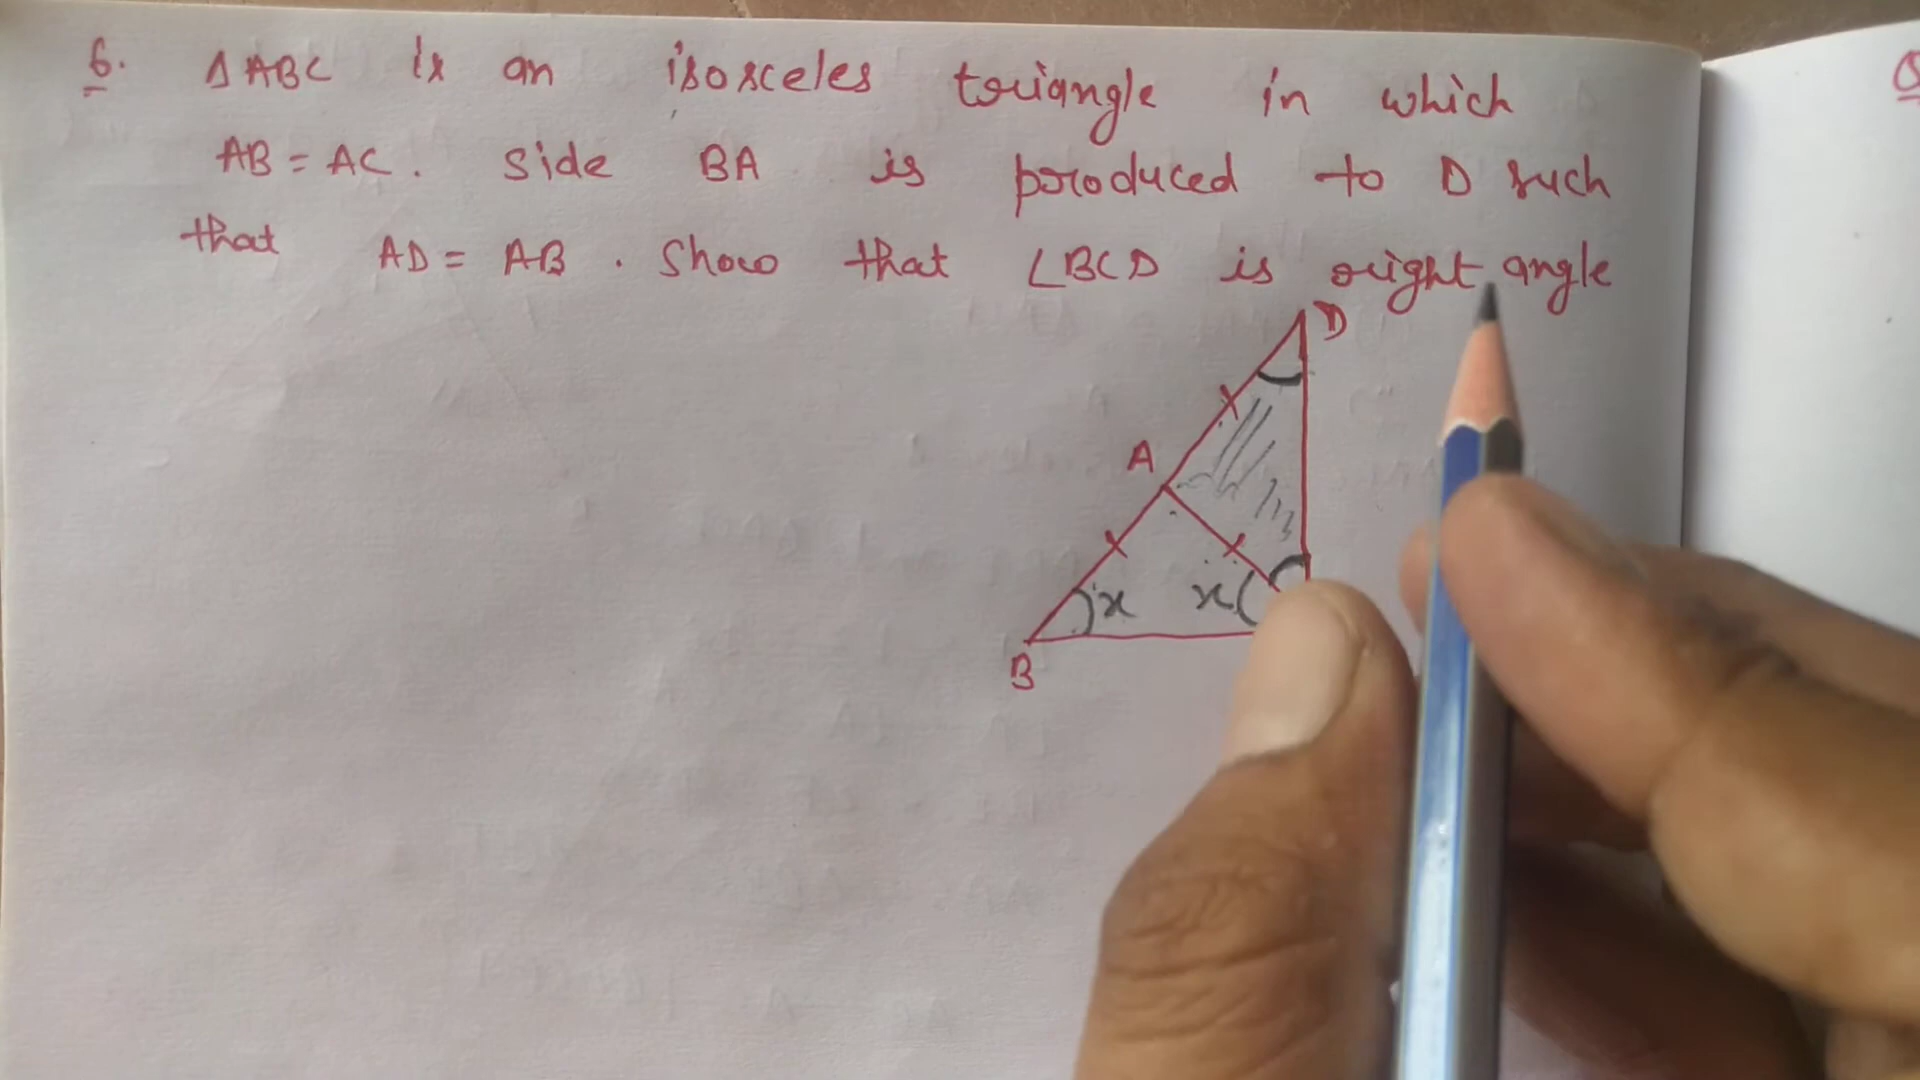 6. Δ ABC is an isosceles triangle in which
AB = AC. Side BA is produced to D such
that AD = AB. Show that ∠BCD is right angle
D
A
x x
B